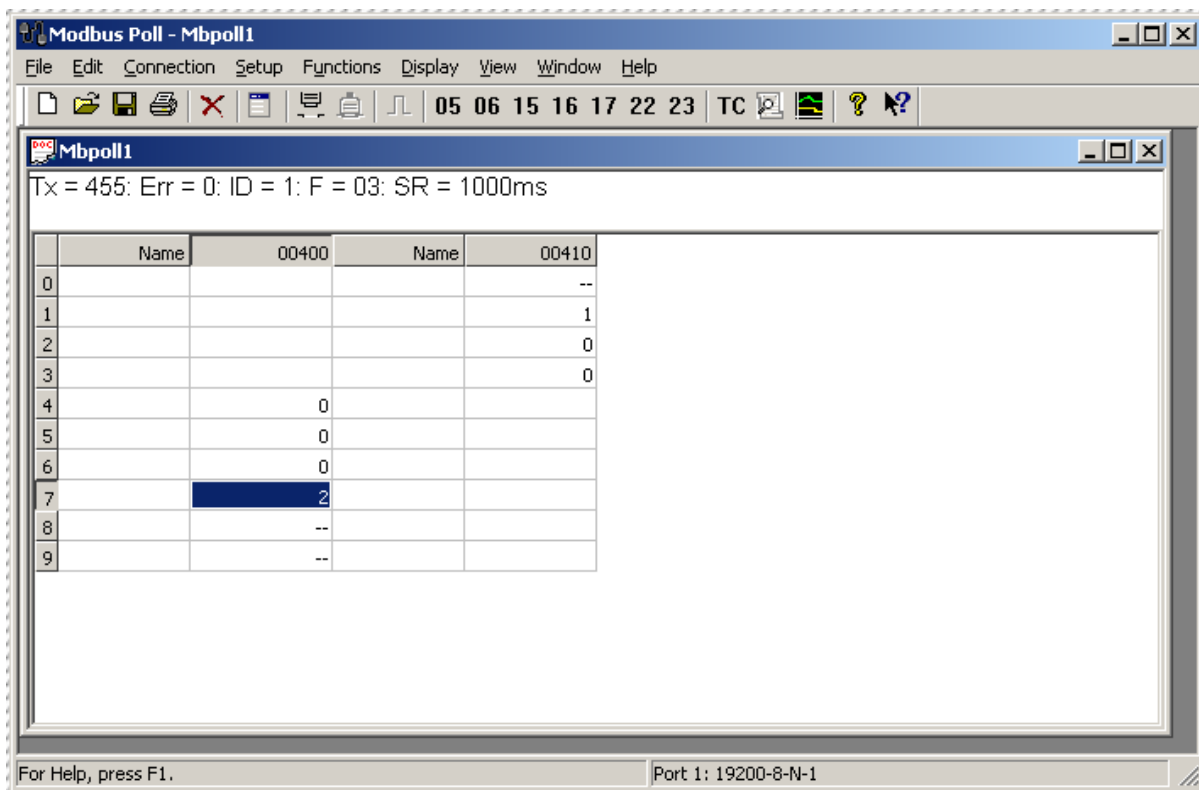 Modbus Poll - Mbpoll1
File Edit Connection Setup Functions Display View Window Help
05 06 15 16 17 22 23 TC
DOC Mbpoll1
Tx = 455: Err = 0: ID = 1: F = 03: SR = 1000ms
Name 00400 Name 00410
0 --
1 1
2 0
3 0
4 0
5 0
6 0
7 2
8 --
9 --
For Help, press F1. Port 1: 19200-8-N-1